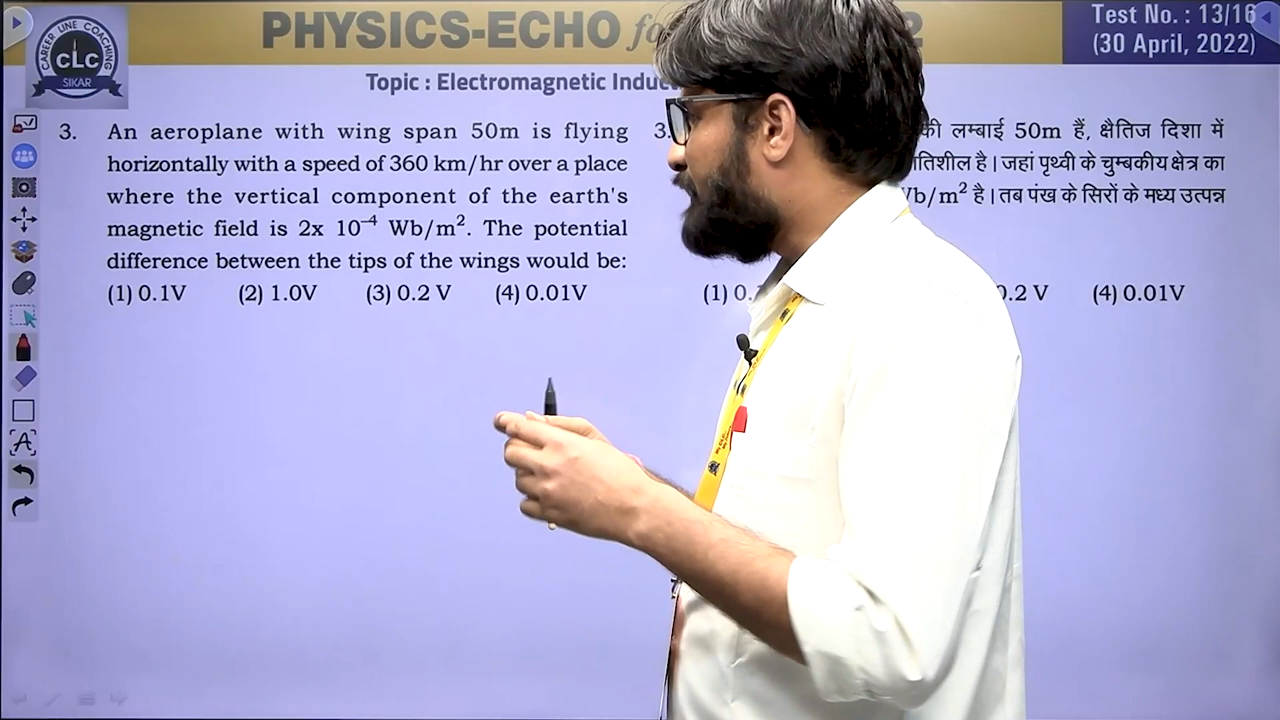 PHYSICS-ECHO
Test No. : 13/16
(30 April, 2022)
CAREER LINE COACHING
CLC
SIKAR
Topic : Electromagnetic
3. An aeroplane with wing span 50m is flying
horizontally with a speed of 360 km/hr over a place
where the vertical component of the earth's
magnetic field is 2x 10⁻⁴ Wb/m². The potential
difference between the tips of the wings would be:
(1) 0.1V (2) 1.0V (3) 0.2 V (4) 0.01V
3.
की लम्बाई 50m हैं, क्षैतिज दिशा में
है। जहां पृथ्वी के चुम्बकीय क्षेत्र का
Wb/m² है। तब पंख के सिरों के मध्य उत्पन्न
(1) 0.2 V (4) 0.01V